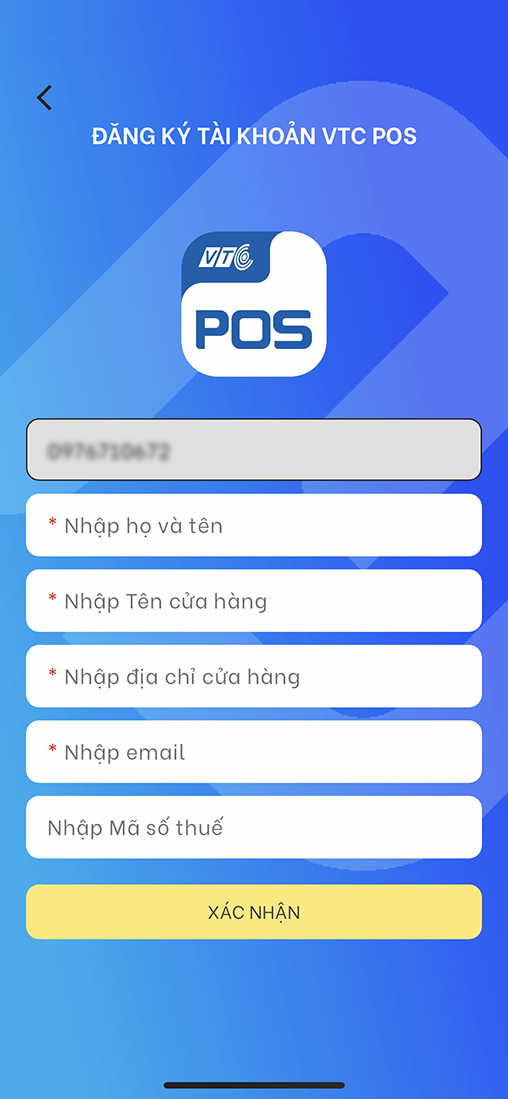 ĐĂNG KÝ TÀI KHOẢN VTC POS
VTC
POS
* Nhập họ và tên
* Nhập Tên cửa hàng
* Nhập địa chỉ cửa hàng
* Nhập email
Nhập Mã số thuế
XÁC NHẬN